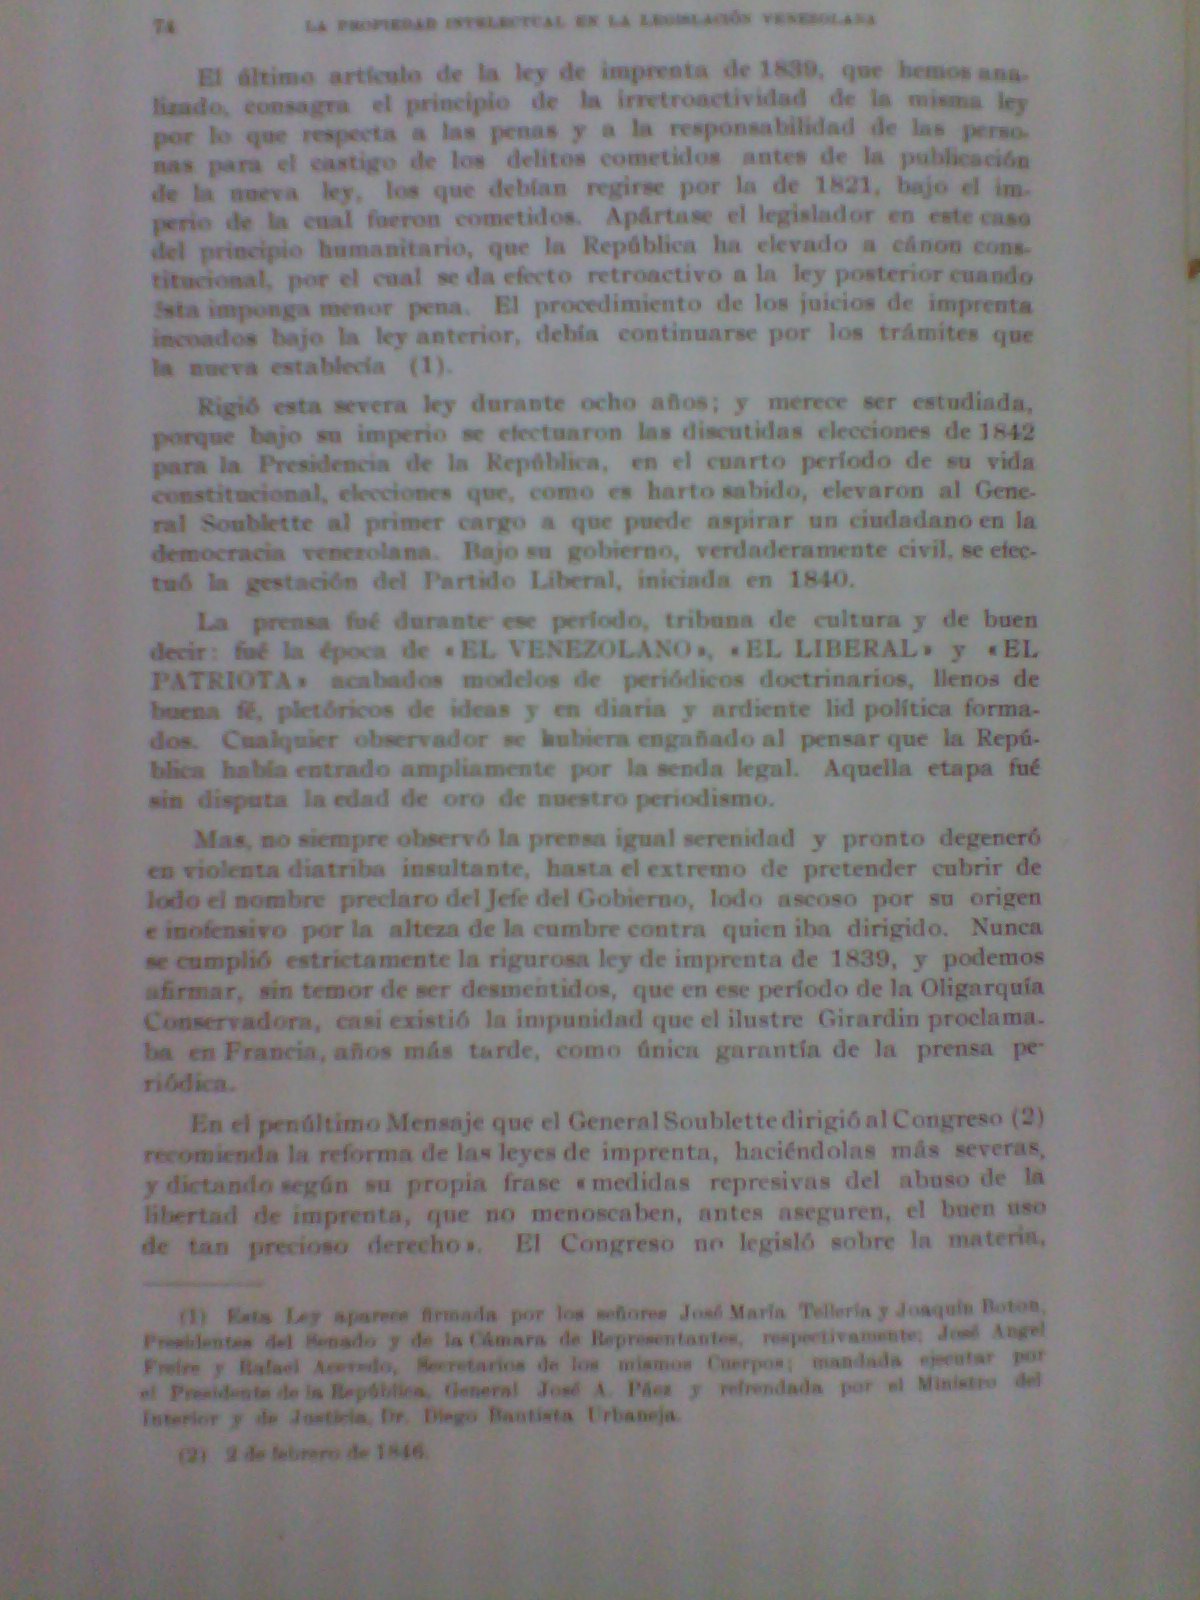 74 LA PROPIEDAD INTELECTUAL EN LA LEGISLACIÓN VENEZOLANA
El último artículo de la ley de imprenta de 1839, que hemos ana-
lizado, consagra el principio de la irretroactividad de la misma ley
por lo que respecta a las penas y a la responsabilidad de las perso-
nas para el castigo de los delitos cometidos antes de la publicación
de la nueva ley, los que debían regirse por la de 1821, bajo el im-
perio de la cual fueron cometidos. Apártase el legislador en este caso
del principio humanitario, que la República ha elevado a cánon cons-
titucional, por el cual se da efecto retroactivo a la ley posterior cuando
ésta imponga menor pena. El procedimiento de los juicios de imprenta
incoados bajo la ley anterior, debía continuarse por los trámites que
la nueva establecía (1).
Rigió esta severa ley durante ocho años; y merece ser estudiada,
porque bajo su imperio se efectuaron las discutidas elecciones de 1842
para la Presidencia de la República, en el cuarto período de su vida
constitucional, elecciones que, como es harto sabido, elevaron al Gene-
ral Soublette al primer cargo a que puede aspirar un ciudadano en la
democracia venezolana. Bajo su gobierno, verdaderamente civil, se efec-
tuó la gestación del Partido Liberal, iniciada en 1840.
La prensa fué durante ese período, tribuna de cultura y de buen
decir: fué la época de «EL VENEZOLANO», «EL LIBERAL» y «EL
PATRIOTA» acabados modelos de periódicos doctrinarios, llenos de
buena fé, pletóricos de ideas y en diaria y ardiente lid política forma-
dos. Cualquier observador se hubiera engañado al pensar que la Repú-
blica había entrado ampliamente por la senda legal. Aquella etapa fué
sin disputa la edad de oro de nuestro periodismo.
Mas, no siempre observó la prensa igual serenidad y pronto degeneró
en violenta diatriba insultante, hasta el extremo de pretender cubrir de
lodo el nombre preclaro del Jefe del Gobierno, lodo ascoso por su origen
e inofensivo por la alteza de la cumbre contra quien iba dirigido. Nunca
se cumplió estrictamente la rigurosa ley de imprenta de 1839, y podemos
afirmar, sin temor de ser desmentidos, que en ese período de la Oligarquía
Conservadora, casi existió la impunidad que el ilustre Girardin proclama-
ba en Francia, años más tarde, como única garantía de la prensa pe-
riódica.
En el penúltimo Mensaje que el General Soublette dirigió al Congreso (2)
recomienda la reforma de las leyes de imprenta, haciéndolas más severas,
y dictando según su propia frase «medidas represivas del abuso de la
libertad de imprenta, que no menoscaben, antes aseguren, el buen uso
de tan precioso derecho». El Congreso no legisló sobre la materia,
(1) Esta Ley aparece firmada por los señores José María Tellería y Joaquín Boton,
Presidentes del Senado y de la Cámara de Representantes, respectivamente; José Angel
Freire y Rafael Acevedo, Secretarios de los mismos Cuerpos; mandada ejecutar por
el Presidente de la República, General José A. Páez y refrendada por el Ministro del
Interior y de Justicia, Dr. Diego Bautista Urbaneja.
(2) 2 de febrero de 1846.